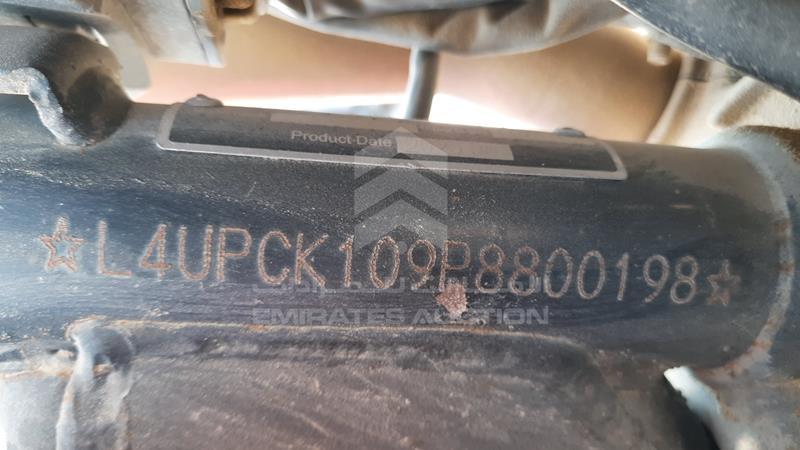 Product Date
☆L4UPCK109P8800198☆
EMIRATES AUCTION